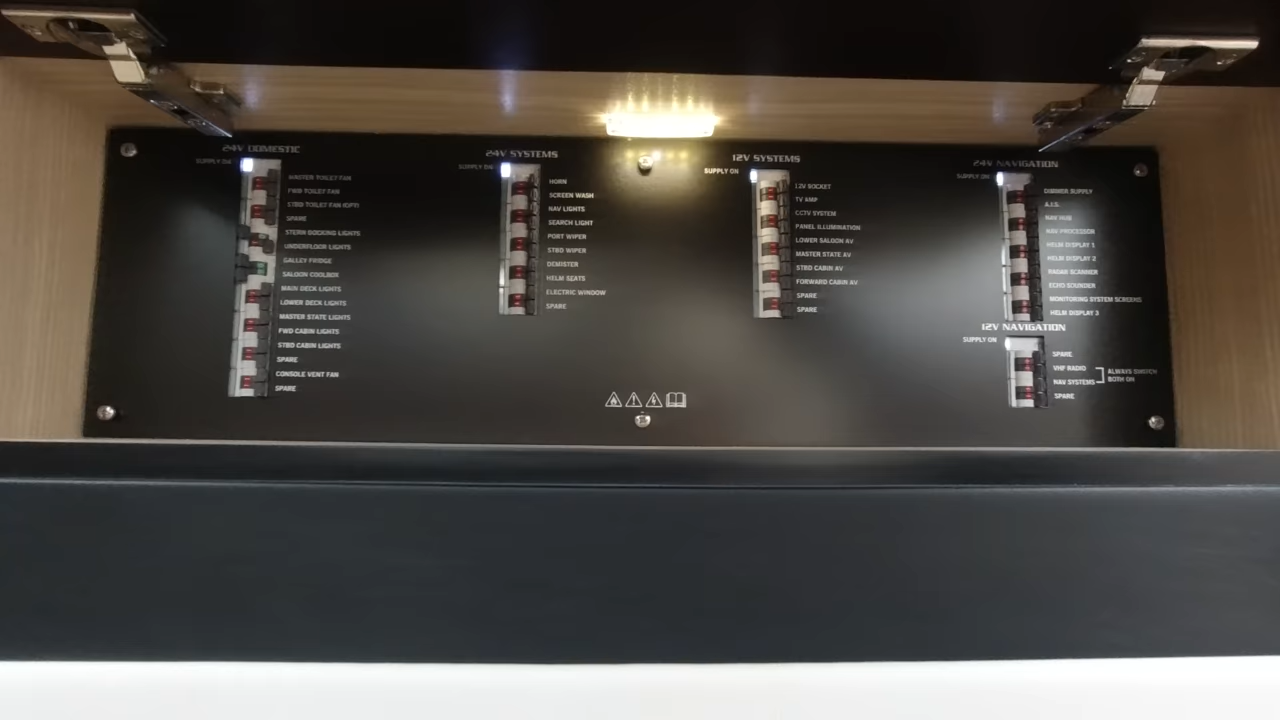 24V DOMESTIC
SUPPLY ON
MASTER TOILET FAN
FWD TOILET FAN
STBD TOILET FAN (OPT)
SPARE
STERN DOCKING LIGHTS
UNDERFLOOR LIGHTS
GALLEY FRIDGE
SALOON COOLBOX
MAIN DECK LIGHTS
LOWER DECK LIGHTS
MASTER STATE LIGHTS
FWD CABIN LIGHTS
STBD CABIN LIGHTS
SPARE
CONSOLE VENT FAN
SPARE
24V SYSTEMS
SUPPLY ON
HORN
SCREEN WASH
NAV LIGHTS
SEARCH LIGHT
PORT WIPER
STBD WIPER
DEMISTER
HELM SEATS
ELECTRIC WINDOW
SPARE
12V SYSTEMS
SUPPLY ON
12V SOCKET
TV AMP
CCTV SYSTEM
PANEL ILLUMINATION
LOWER SALOON AV
MASTER STATE AV
STBD CABIN AV
FORWARD CABIN AV
SPARE
SPARE
24V NAVIGATION
SUPPLY ON
DIMMER SUPPLY
A.I.S.
NAV HUB
NAV PROCESSOR
HELM DISPLAY 1
HELM DISPLAY 2
RADAR SCANNER
ECHO SOUNDER
MONITORING SYSTEM SCREENS
HELM DISPLAY 3
12V NAVIGATION
SUPPLY ON
SPARE
VHF RADIO
NAV SYSTEMS
ALWAYS SWITCH
BOTH ON
SPARE